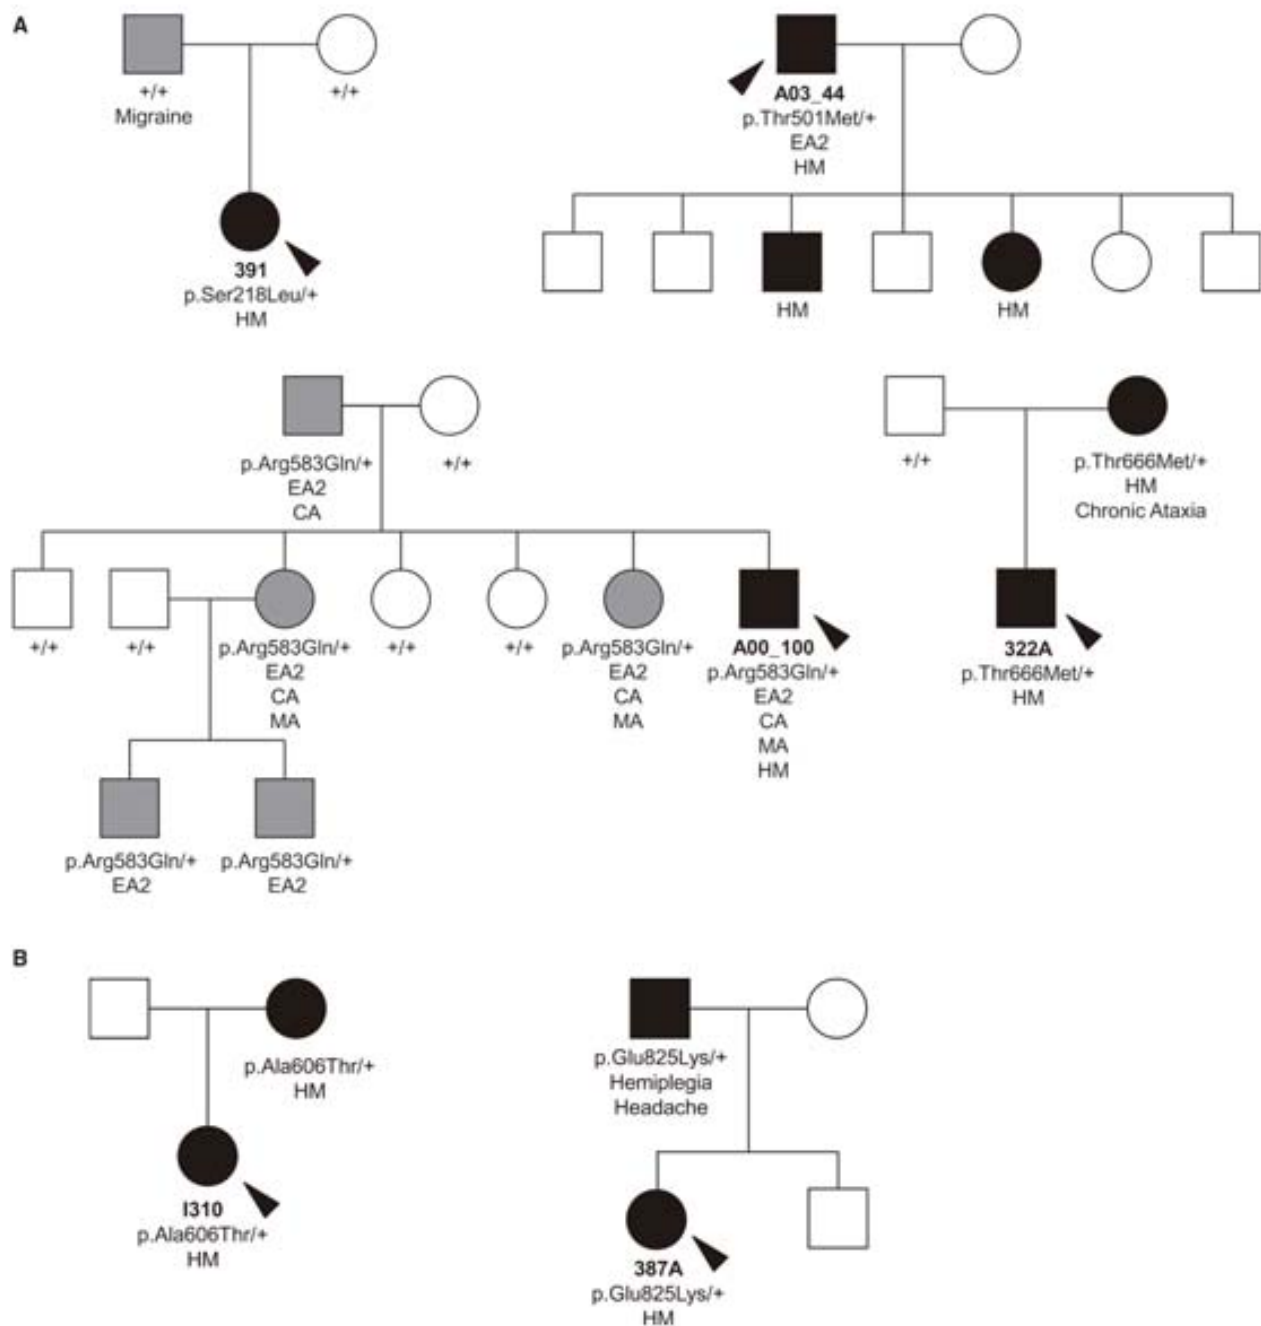 A
+/+
Migraine
+/+
391
p.Ser218Leu/+
HM
A03_44
p.Thr501Met/+
EA2
HM
HM
HM
p.Arg583Gln/+
EA2
CA
+/+
+/+
+/+
p.Arg583Gln/+
EA2
CA
MA
+/+
+/+
p.Arg583Gln/+
EA2
CA
MA
A00_100
p.Arg583Gln/+
EA2
CA
MA
HM
p.Arg583Gln/+
EA2
p.Arg583Gln/+
EA2
+/+
p.Thr666Met/+
HM
Chronic Ataxia
322A
p.Thr666Met/+
HM
B
p.Ala606Thr/+
HM
I310
p.Ala606Thr/+
HM
p.Glu825Lys/+
Hemiplegia
Headache
387A
p.Glu825Lys/+
HM